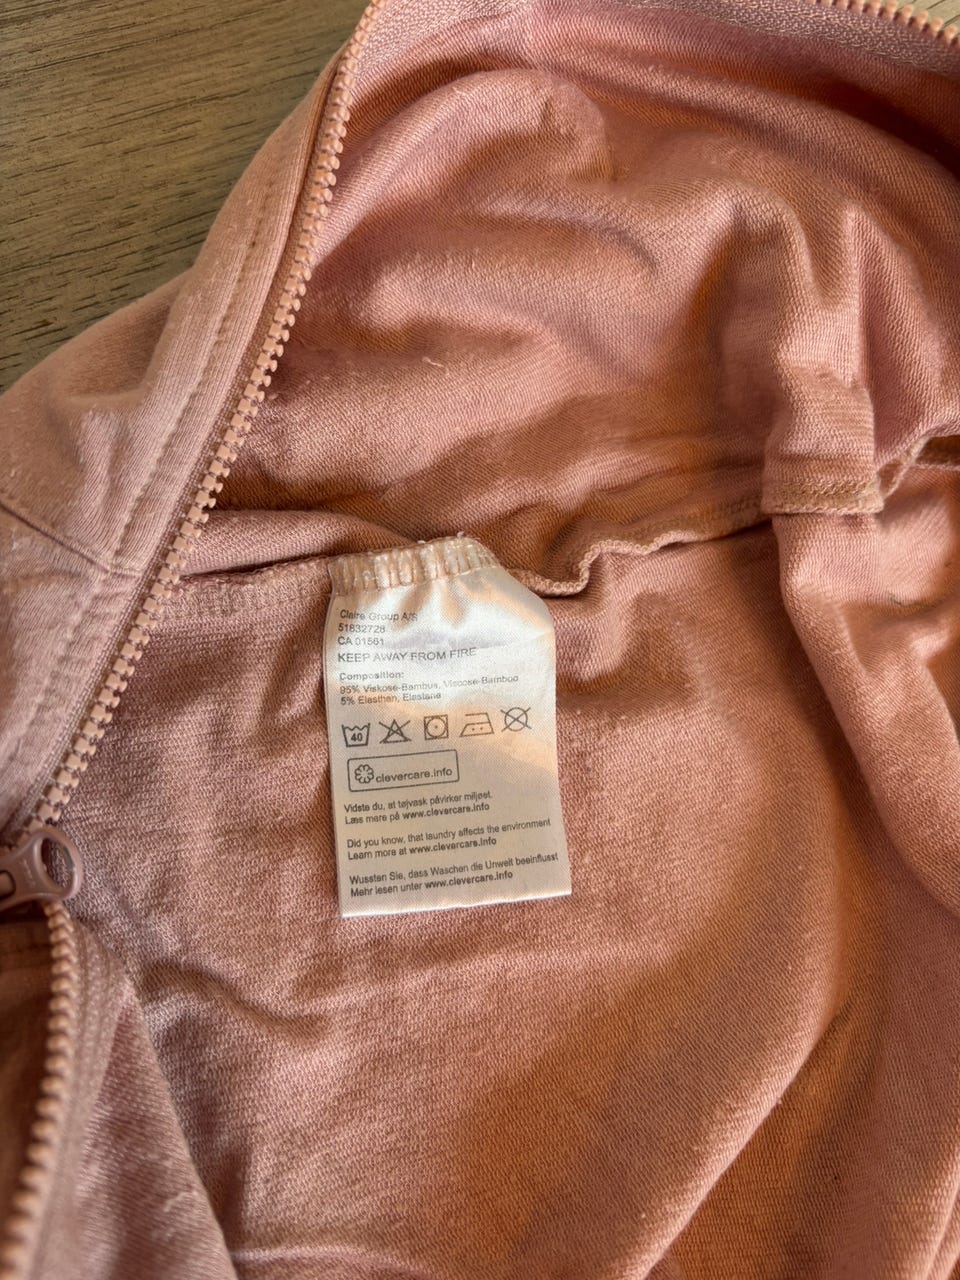 Claire Group A/S
51832728
CA 01561
KEEP AWAY FROM FIRE
Composition:
95% Viskose-Bambus, Viscose-Bamboo
5% Elasthan, Elastane
40
clevercare.info
Vidste du, at tøjvask påvirker miljøet.
Læs mere på www.clevercare.info
Did you know, that laundry affects the environment
Learn more at www.clevercare.info
Wussten Sie, dass Waschen die Umwelt beeinflusst
Mehr lesen unter www.clevercare.info